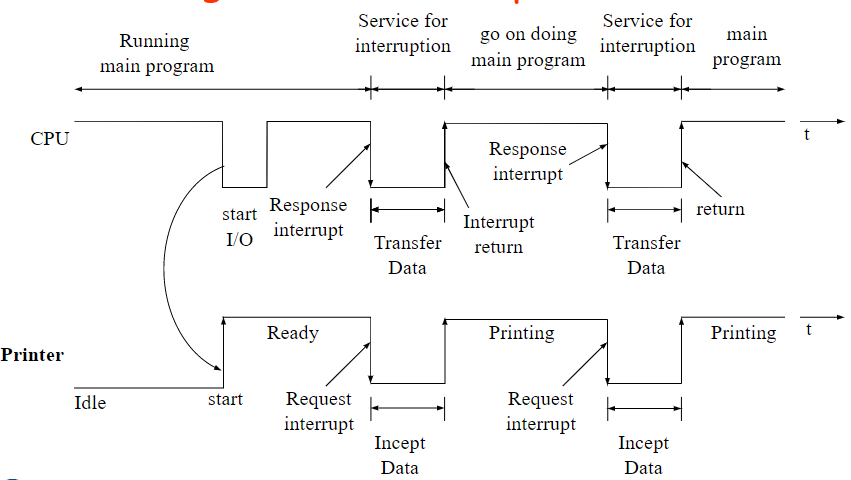 Running
main program
Service for
interruption
go on doing
main program
Service for
interruption
main
program
CPU
t
start
I/O
Response
interrupt
Transfer
Data
Interrupt
return
Response
interrupt
Transfer
Data
return
Printer
Idle
start
Ready
Request
interrupt
Incept
Data
Printing
Request
interrupt
Incept
Data
Printing
t